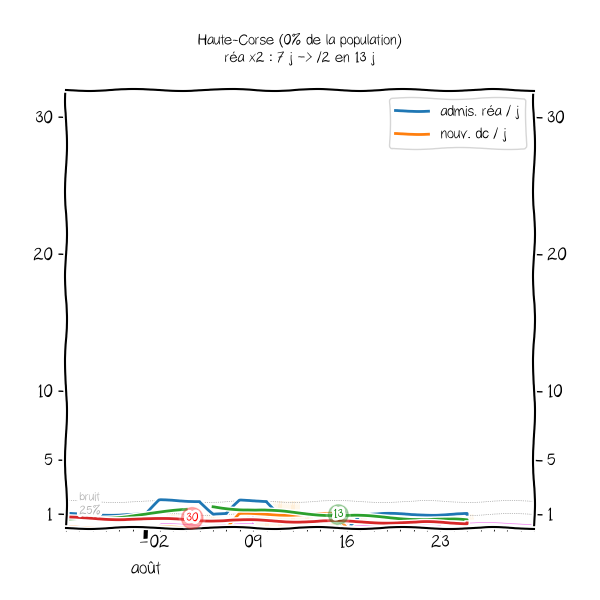 Haute-Corse (0% de la population)
réa x2 : 7 j -> /2 en 13 j
admis. réa / j
nouv. dc / j
30
30
20
20
10
10
5
5
bruit
25%
1
1
30
13
02
09
16
23
août